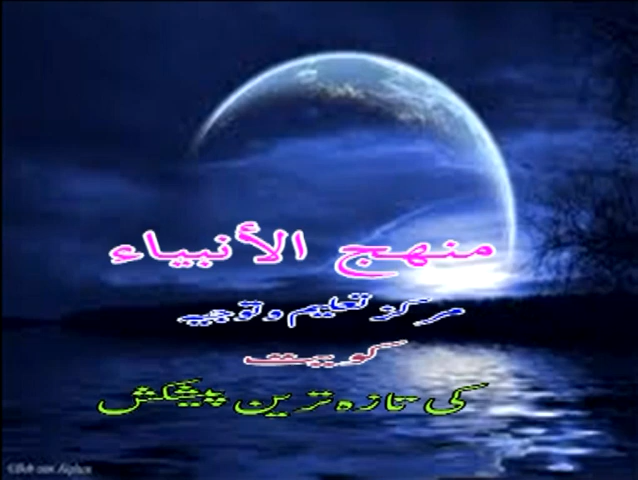 منهج الأنبياء
مرکز تعلیم و توجیہ
کویت
کی تازہ ترین پیشکش